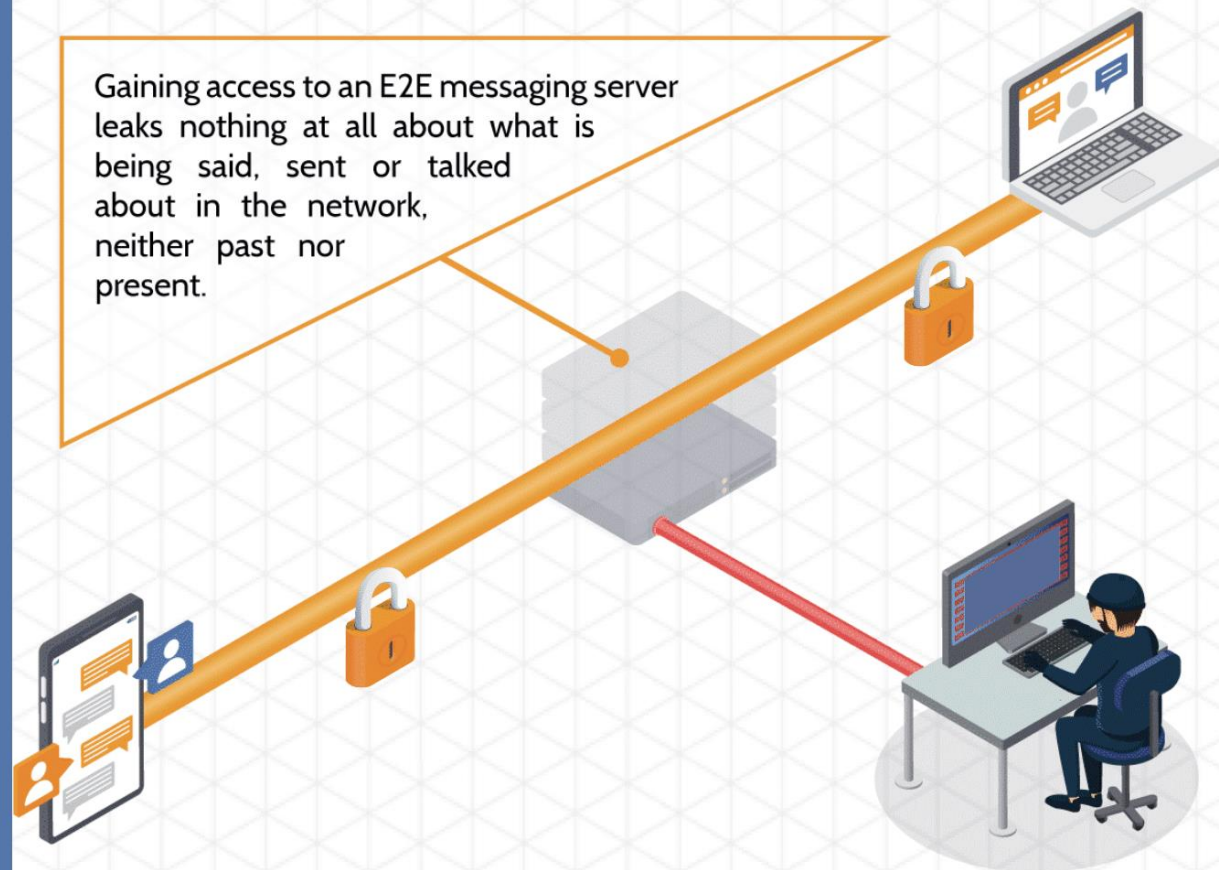 Gaining access to an E2E messaging server
leaks nothing at all about what is
being said, sent or talked
about in the network,
neither past nor
present.